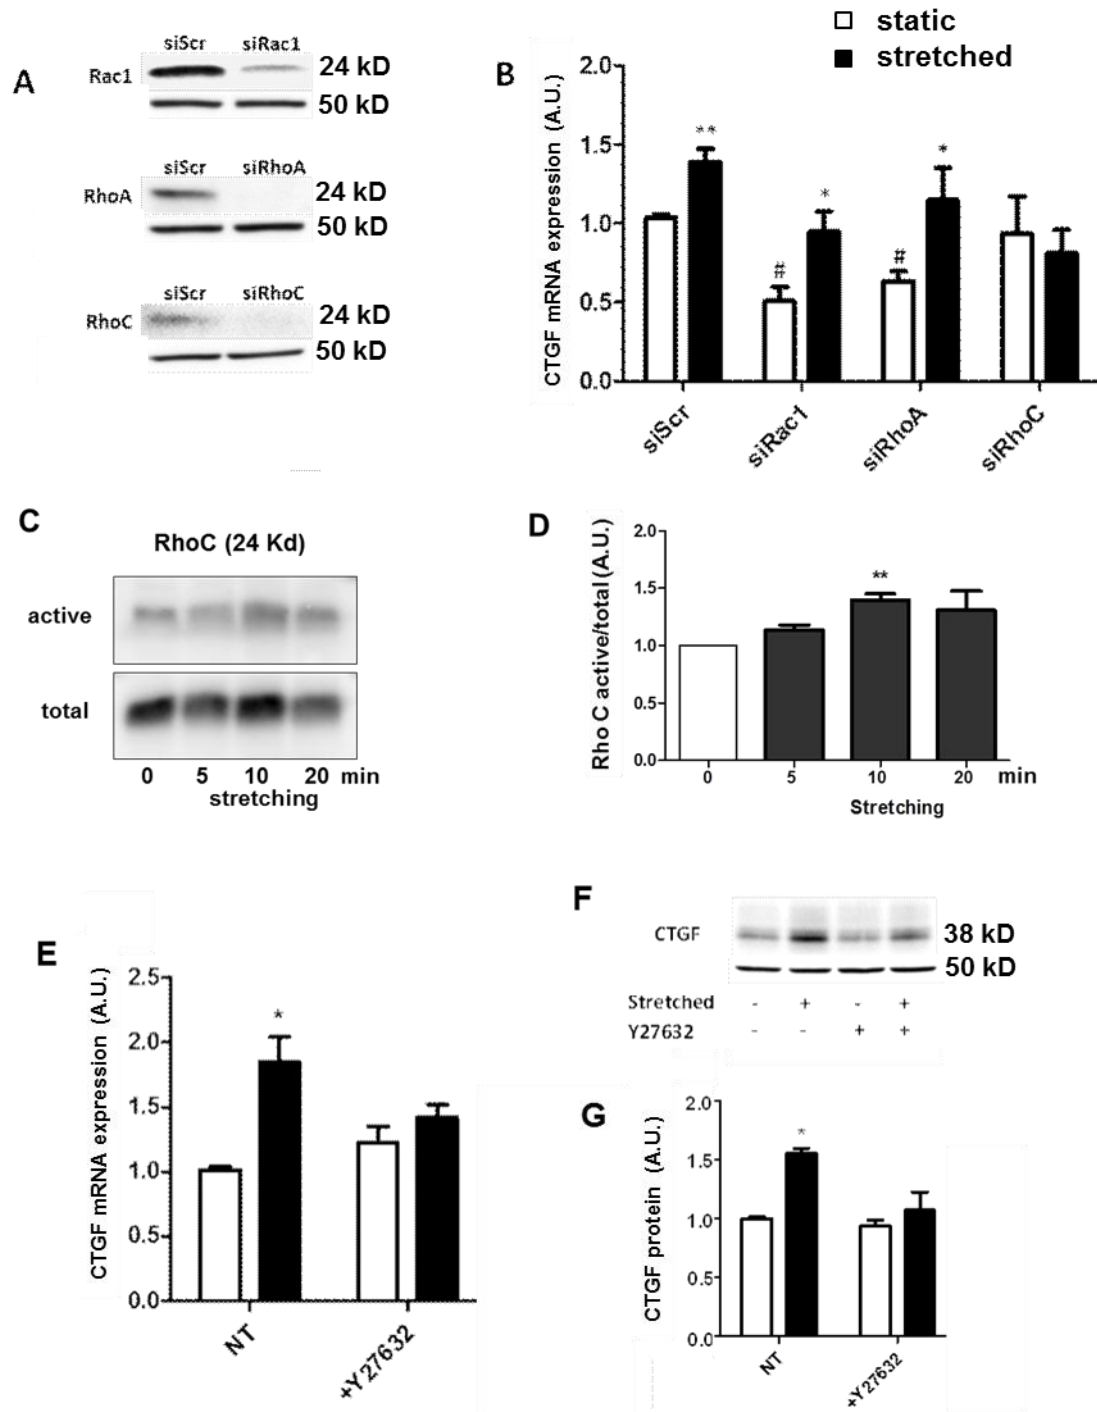 static
stretched
A
siScr siRac1
Rac1 24 kD
50 kD
siScr siRhoA
RhoA 24 kD
50 kD
siScr siRhoC
RhoC 24 kD
50 kD
B
CTGF mRNA expression (A.U.)
2.0
1.5
1.0
0.5
0.0
** * * # #
siScr siRac1 siRhoA siRhoC
C
RhoC (24 Kd)
active
total
0 5 10 20 min
stretching
D
Rho C active/total (A.U.)
2.0
1.5
1.0
0.5
0.0
**
0 5 10 20 min
Stretching
E
CTGF mRNA expression (A.U.)
2.5
2.0
1.5
1.0
0.5
0.0
*
NT +Y27632
F
CTGF 38 kD
50 kD
Stretched - + - +
Y27632 - - + +
G
CTGF protein (A.U.)
2.0
1.5
1.0
0.5
0.0
*
NT +Y27632